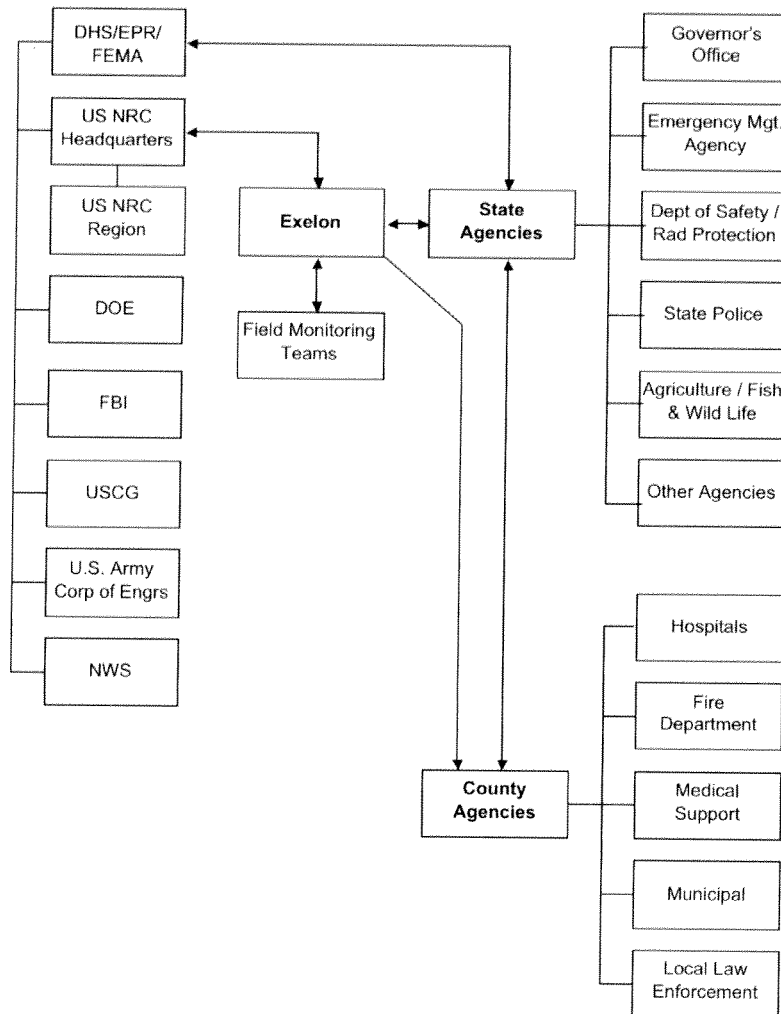 DHS/EPR/
FEMA
US NRC
Headquarters
US NRC
Region
DOE
FBI
USCG
U.S. Army
Corp of Engrs
NWS
Exelon
Field Monitoring
Teams
State
Agencies
County
Agencies
Governor's
Office
Emergency Mgt.
Agency
Dept of Safety /
Rad Protection
State Police
Agriculture / Fish
& Wild Life
Other Agencies
Hospitals
Fire
Department
Medical
Support
Municipal
Local Law
Enforcement